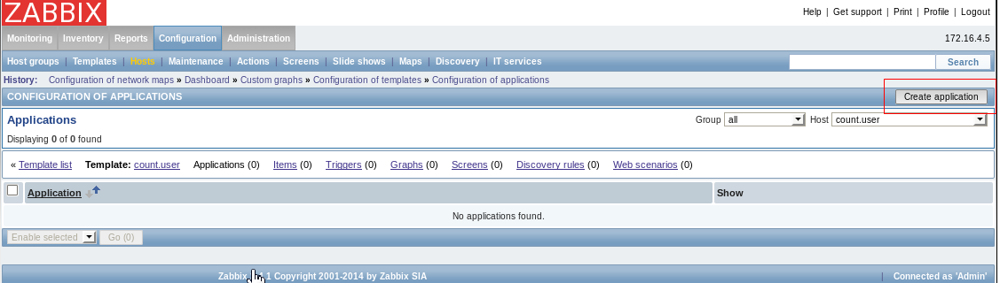 ZABBIX
Help | Get support | Print | Profile | Logout
Monitoring Inventory Reports Configuration Administration 172.16.4.5
Host groups | Templates | Hosts | Maintenance | Actions | Screens | Slide shows | Maps | Discovery | IT services Search
History: Configuration of network maps » Dashboard » Custom graphs » Configuration of templates » Configuration of applications
CONFIGURATION OF APPLICATIONS Create application
Applications Group all Host count.user
Displaying 0 of 0 found
« Template list Template: count.user Applications (0) Items (0) Triggers (0) Graphs (0) Screens (0) Discovery rules (0) Web scenarios (0)
Application Show
No applications found.
Enable selected Go (0)
Zabbix 1 Copyright 2001-2014 by Zabbix SIA | Connected as 'Admin'